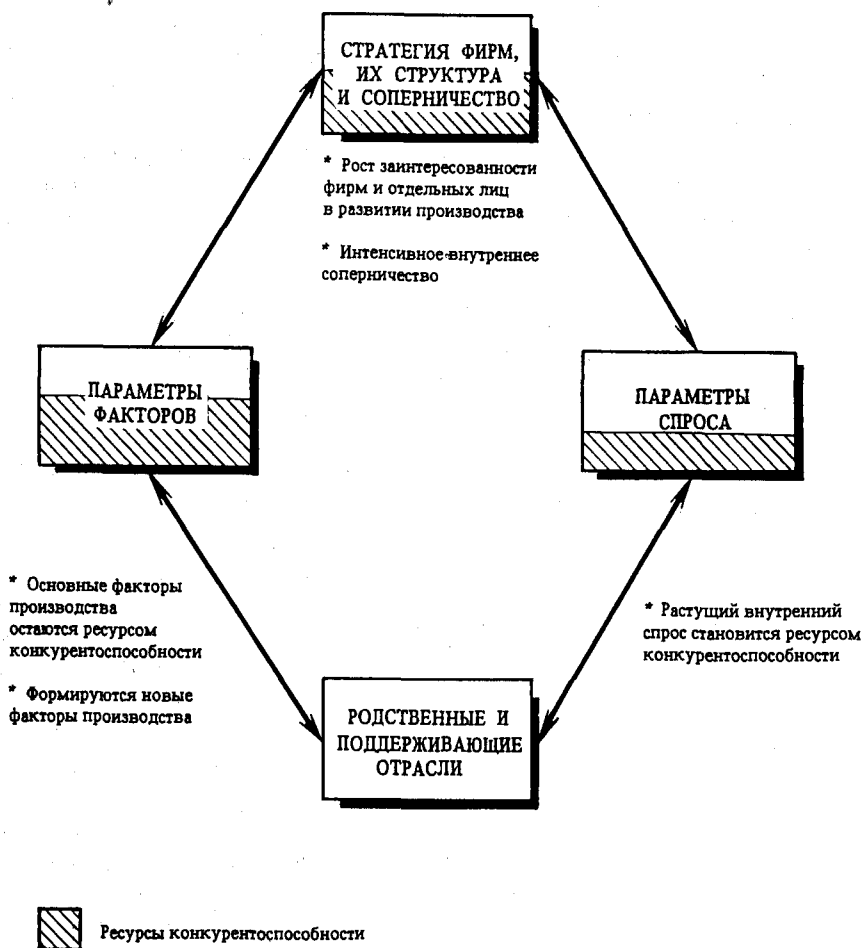 СТРАТЕГИЯ ФИРМ,
ИХ СТРУКТУРА
И СОПЕРНИЧЕСТВО
* Рост заинтересованности
фирм и отдельных лиц
в развитии производства
* Интенсивное внутреннее
соперничество
ПАРАМЕТРЫ
ФАКТОРОВ
ПАРАМЕТРЫ
СПРОСА
* Основные факторы
производства
остаются ресурсом
конкурентоспособности
* Формируются новые
факторы производства
* Растущий внутренний
спрос становится ресурсом
конкурентоспособности
РОДСТВЕННЫЕ И
ПОДДЕРЖИВАЮЩИЕ
ОТРАСЛИ
Ресурсы конкурентоспособности